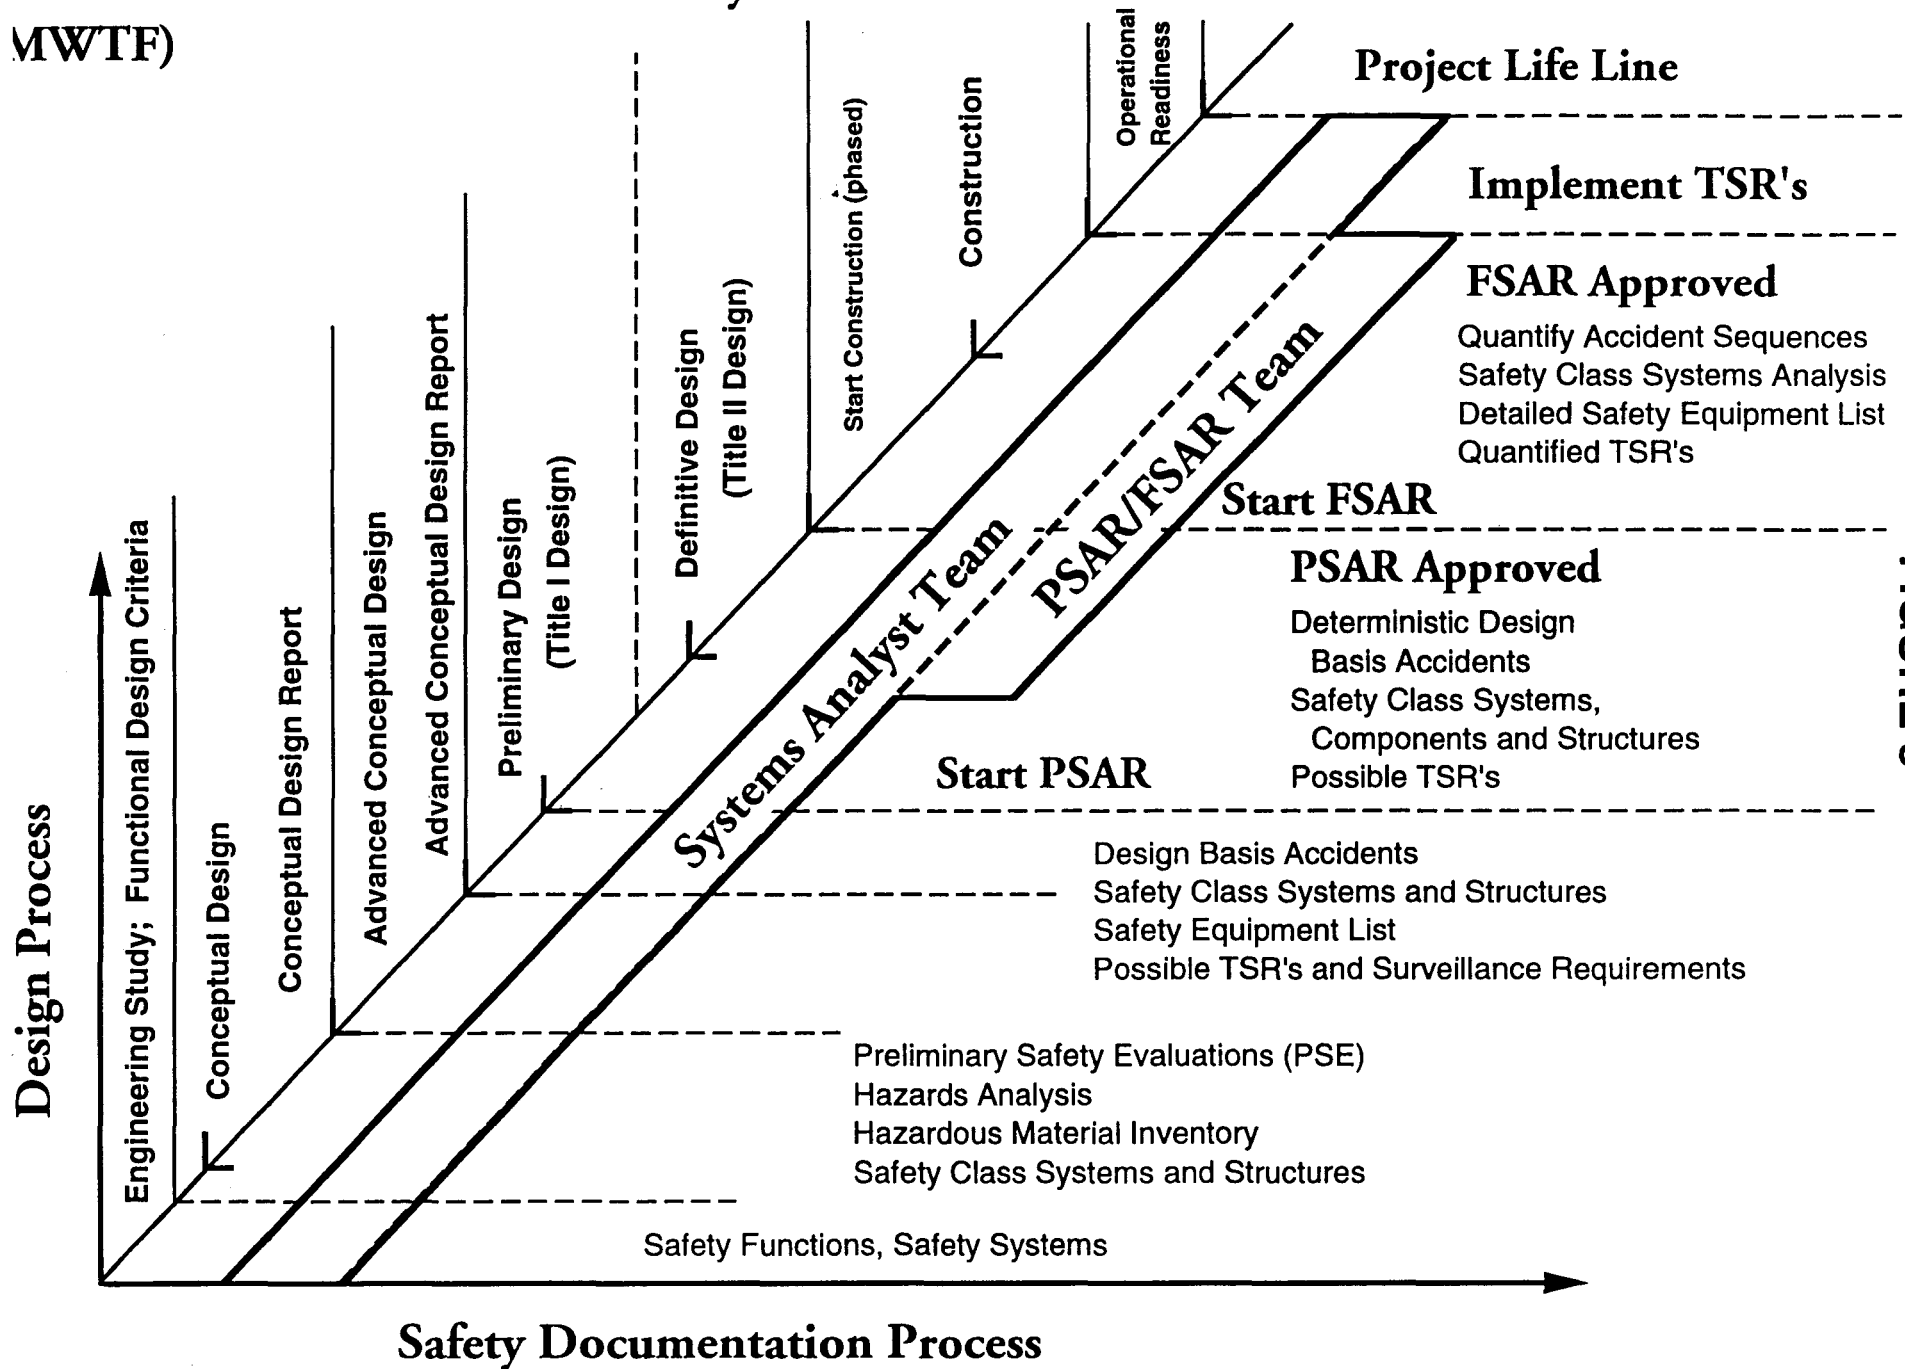 MWTF)
Project Life Line
Implement TSR's
FSAR Approved
Quantify Accident Sequences
Safety Class Systems Analysis
Detailed Safety Equipment List
Quantified TSR's
Start FSAR
PSAR Approved
Deterministic Design
Basis Accidents
Safety Class Systems,
Components and Structures
Possible TSR's
Start PSAR
Design Basis Accidents
Safety Class Systems and Structures
Safety Equipment List
Possible TSR's and Surveillance Requirements
Preliminary Safety Evaluations (PSE)
Hazards Analysis
Hazardous Material Inventory
Safety Class Systems and Structures
Safety Functions, Safety Systems
Design Process
Engineering Study; Functional Design Criteria
Conceptual Design
Conceptual Design Report
Advanced Conceptual Design
Advanced Conceptual Design Report
Preliminary Design
(Title I Design)
Definitive Design
(Title II Design)
Start Construction (phased)
Construction
Operational
Readiness
Systems Analyst Team
PSAR/FSAR Team
Safety Documentation Process